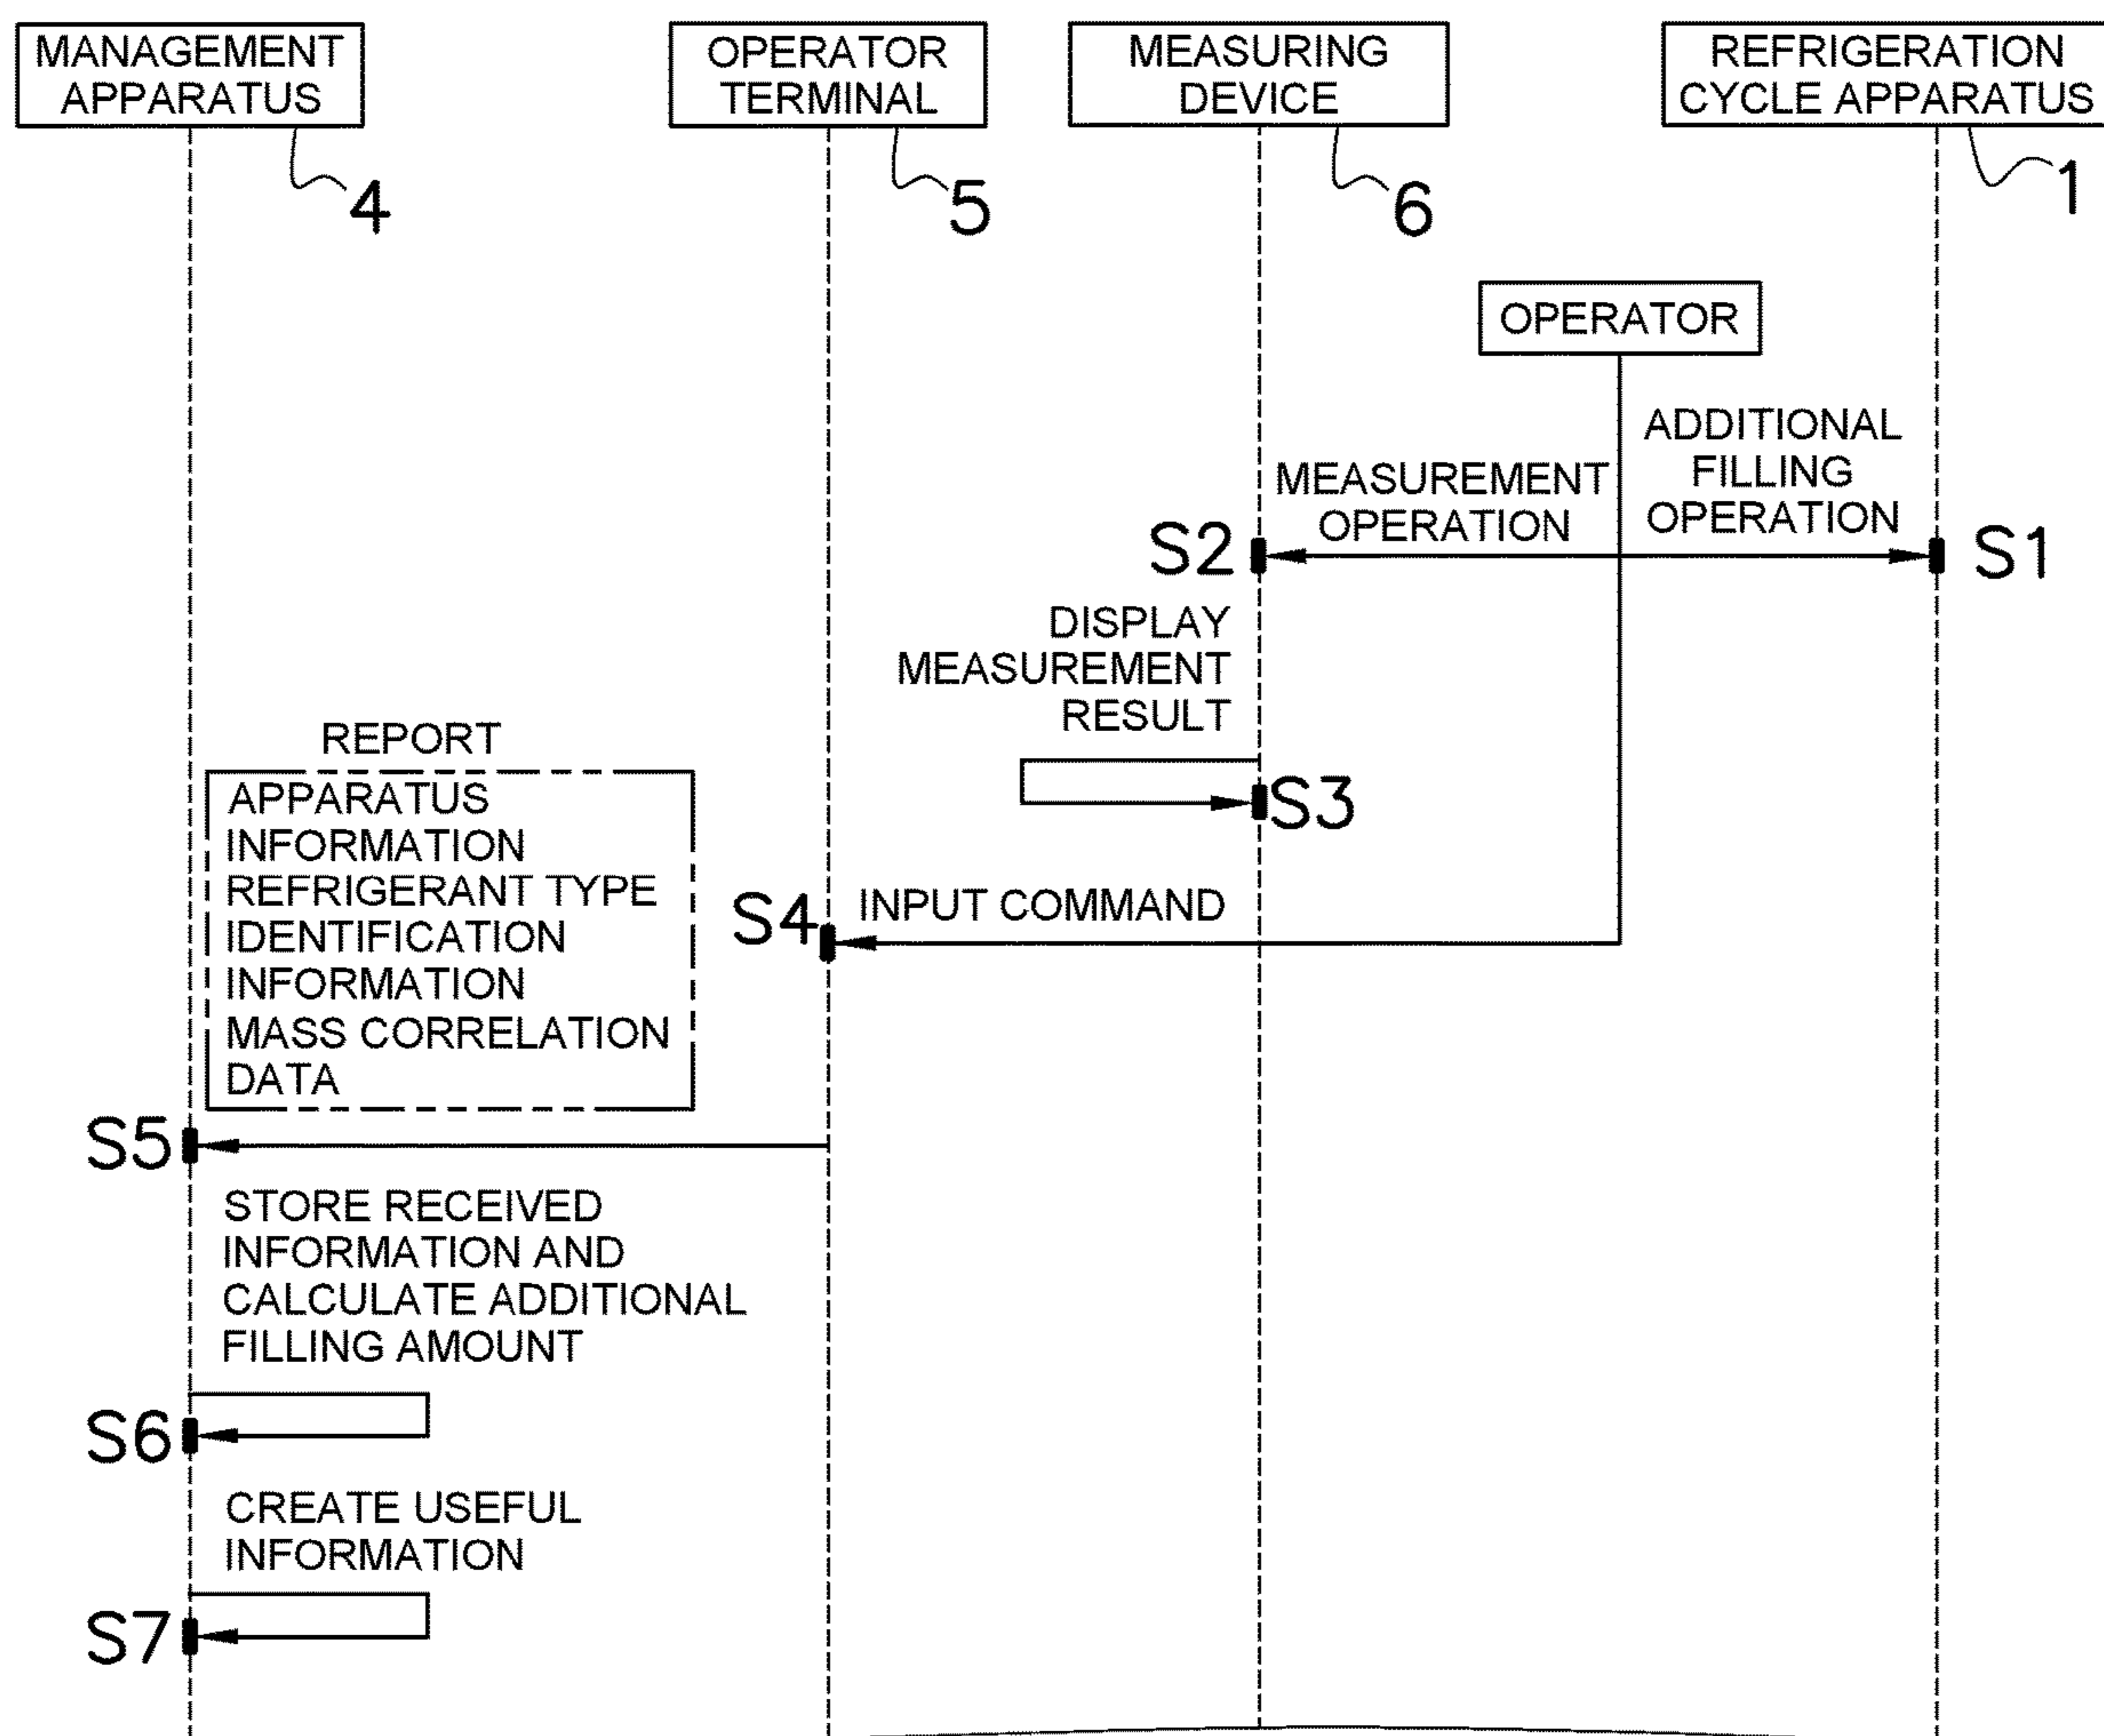 MANAGEMENT
APPARATUS
OPERATOR
TERMINAL
MEASURING
DEVICE
REFRIGERATION
CYCLE APPARATUS
4
5
6
1
OPERATOR
ADDITIONAL
FILLING
OPERATION
MEASUREMENT
OPERATION
S2
S1
DISPLAY
MEASUREMENT
RESULT
S3
REPORT
APPARATUS
INFORMATION
REFRIGERANT TYPE
IDENTIFICATION
INFORMATION
MASS CORRELATION
DATA
S4
INPUT COMMAND
S5
STORE RECEIVED
INFORMATION AND
CALCULATE ADDITIONAL
FILLING AMOUNT
S6
CREATE USEFUL
INFORMATION
S7